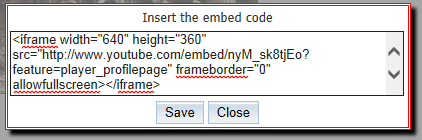 Insert the embed code
<iframe width="640" height="360"
src="http://www.youtube.com/embed/nyM_sk8tjEo?
feature=player_profilepage" frameborder="0"
allowfullscreen></iframe>
Save Close